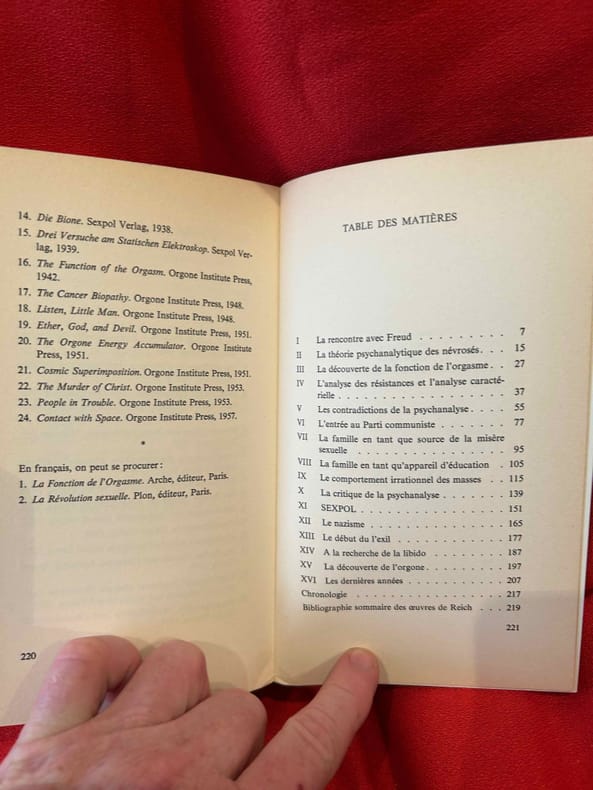 14. Die Bione. Sexpol Verlag, 1938.
15. Drei Versuche am Statischen Elektroskop. Sexpol Ver-
lag, 1939.
16. The Function of the Orgasm. Orgone Institute Press,
1942.
17. The Cancer Biopathy. Orgone Institute Press, 1948.
18. Listen, Little Man. Orgone Institute Press, 1948.
19. Ether, God, and Devil. Orgone Institute Press, 1951.
20. The Orgone Energy Accumulator. Orgone Institute
Press, 1951.
21. Cosmic Superimposition. Orgone Institute Press, 1951.
22. The Murder of Christ. Orgone Institute Press, 1953.
23. People in Trouble. Orgone Institute Press, 1953.
24. Contact with Space. Orgone Institute Press, 1957.
*
En français, on peut se procurer :
1. La Fonction de l'Orgasme. Arche, éditeur, Paris.
2. La Révolution sexuelle. Plon, éditeur, Paris.
220
TABLE DES MATIÈRES
I La rencontre avec Freud . . . . . . . . . 7
II La théorie psychanalytique des névrosés. . . 15
III La découverte de la fonction de l'orgasme . . 27
IV L'analyse des résistances et l'analyse caracté-
rielle . . . . . . . . . . . . . . . . . 37
V Les contradictions de la psychanalyse . . . . 55
VI L'entrée au Parti communiste . . . . . . 77
VII La famille en tant que source de la misère
sexuelle . . . . . . . . . . . . . . . . 95
VIII La famille en tant qu'appareil d'éducation . 105
IX Le comportement irrationnel des masses . . 115
X La critique de la psychanalyse . . . . . . 139
XI SEXPOL . . . . . . . . . . . . . . . 151
XII Le nazisme . . . . . . . . . . . . . . 165
XIII Le début du l'exil . . . . . . . . . . . 177
XIV A la recherche de la libido . . . . . . . 187
XV La découverte de l'orgone . . . . . . . . 197
XVI Les dernières années . . . . . . . . . . 207
Chronologie . . . . . . . . . . . . . . . . 217
Bibliographie sommaire des œuvres de Reich . . . 219
221